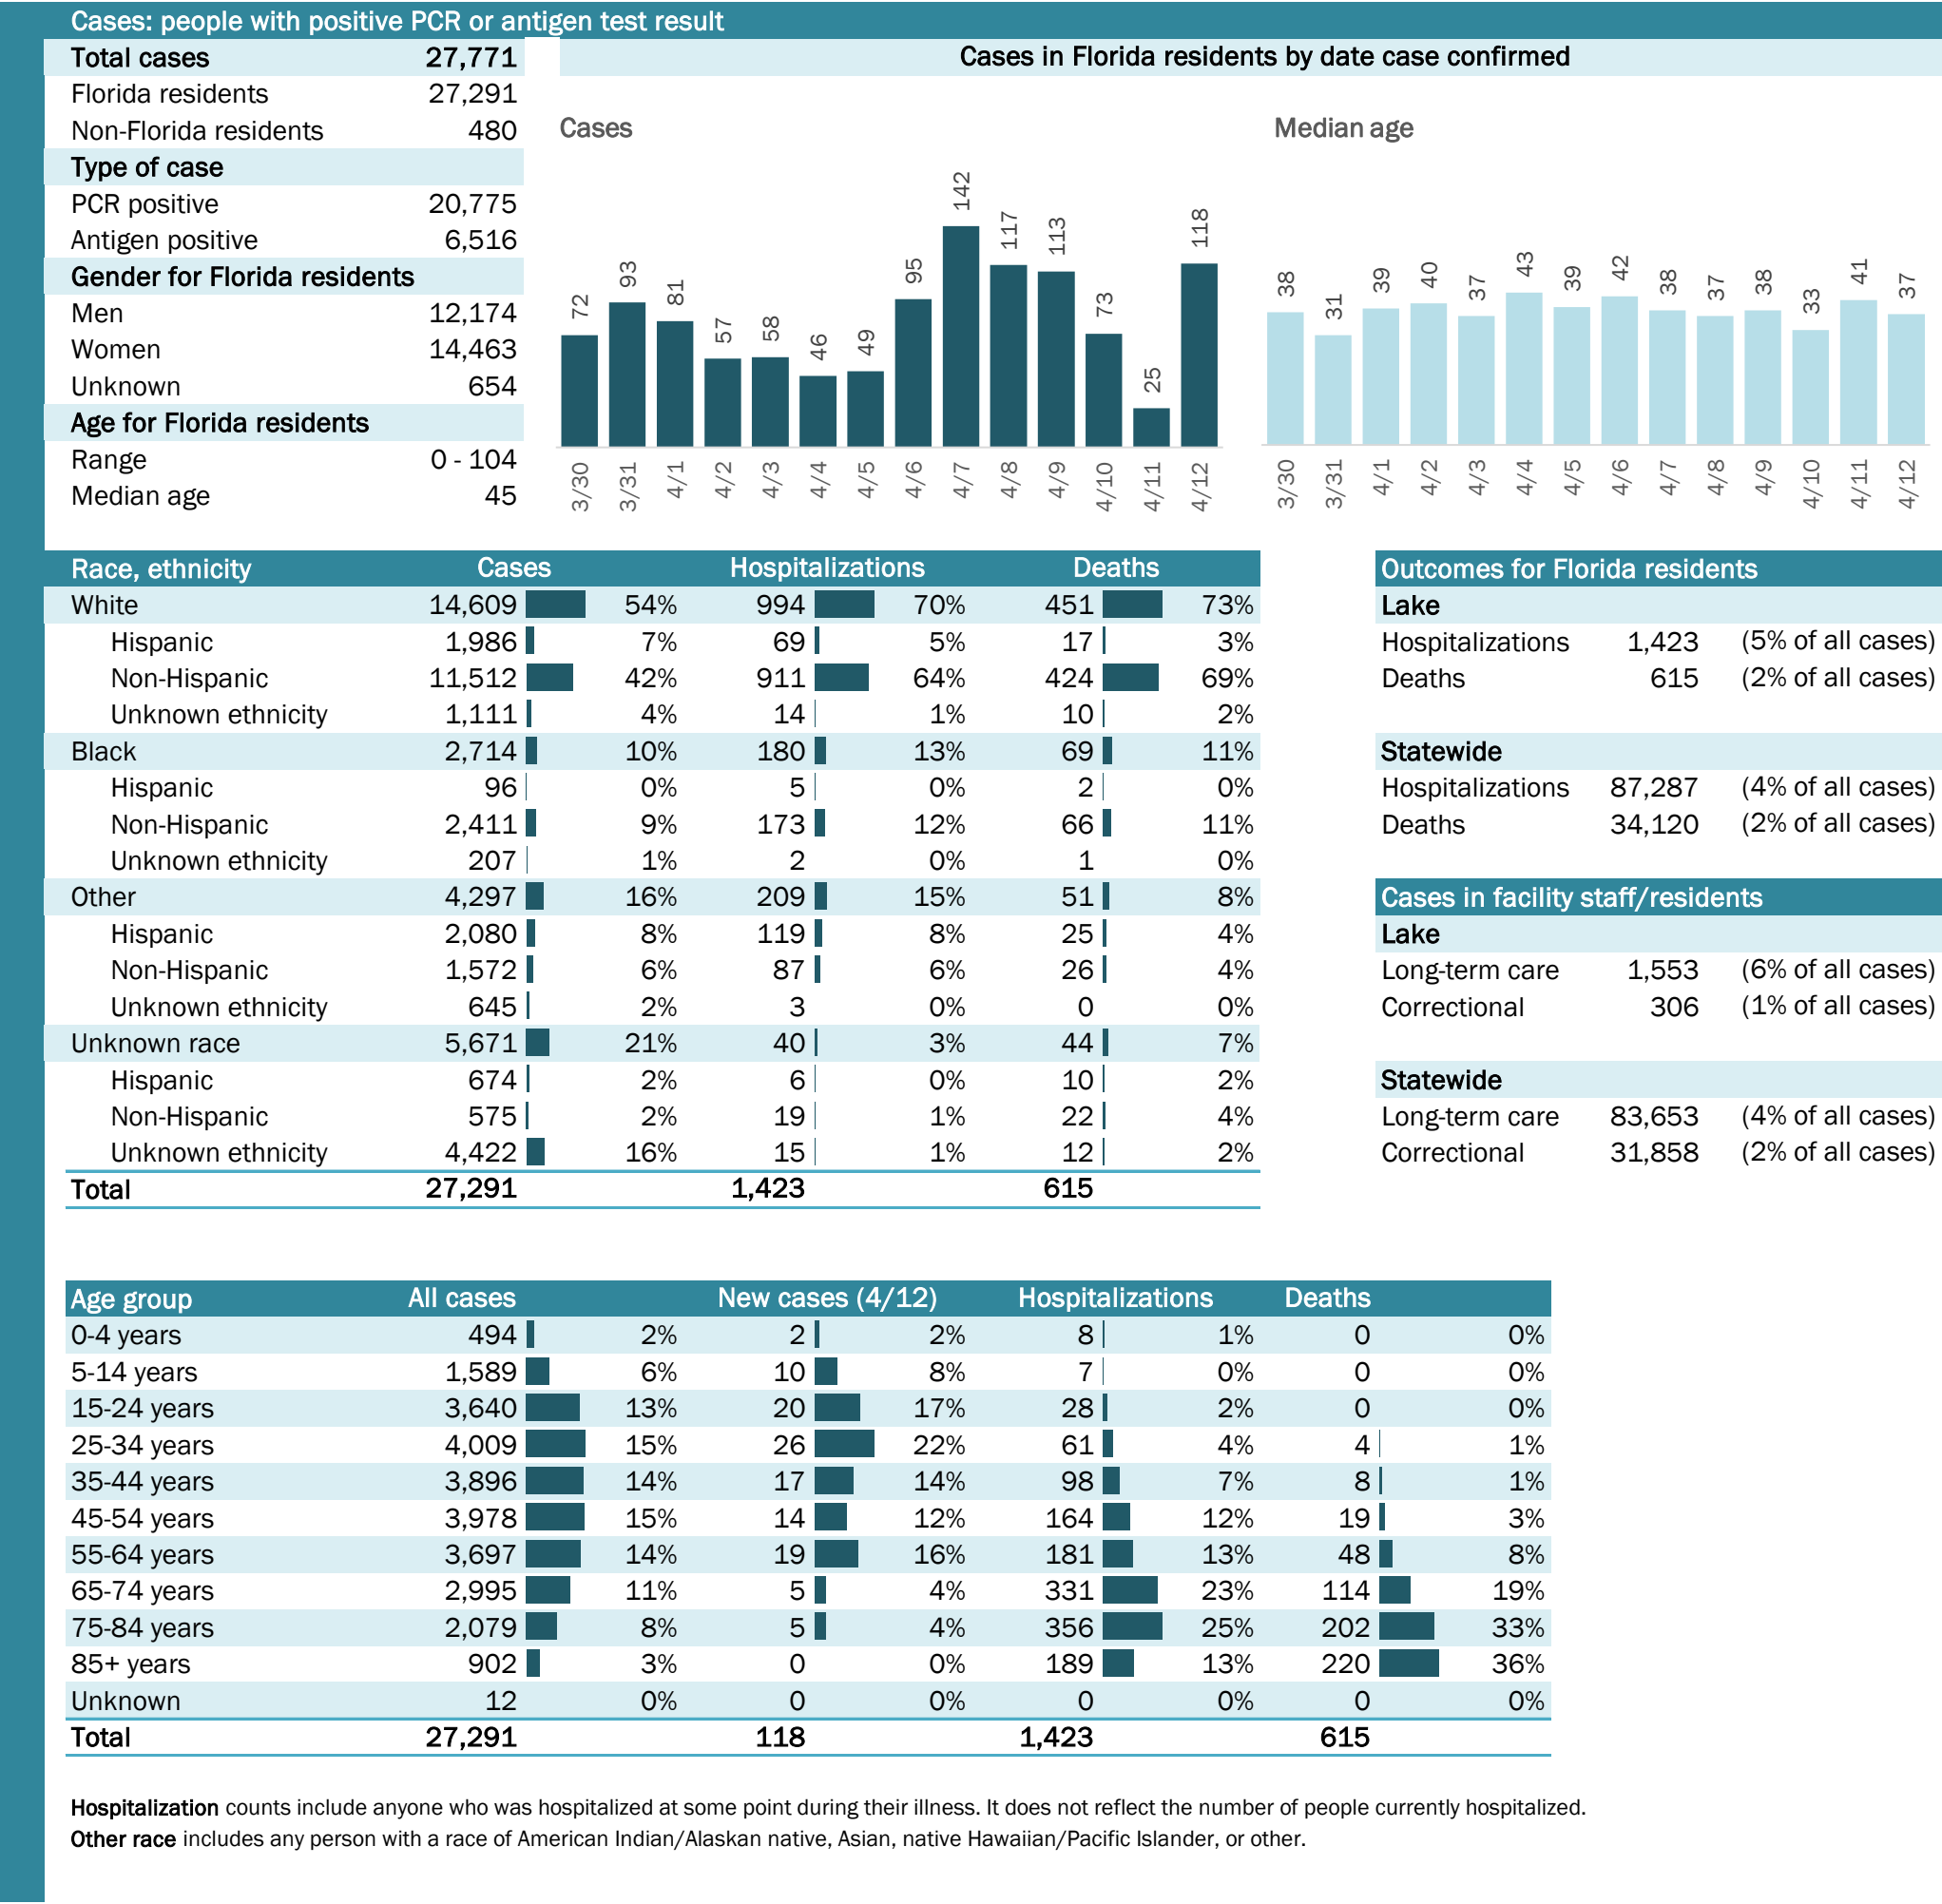 Cases: people with positive PCR or antigen test result
Total cases 27,771
Florida residents 27,291
Non-Florida residents 480
Type of case
PCR positive 20,775
Antigen positive 6,516
Gender for Florida residents
Men 12,174
Women 14,463
Unknown 654
Age for Florida residents
Range 0 - 104
Median age 45
Cases in Florida residents by date case confirmed
Cases
72 93 81 57 58 46 49 95 142 117 113 73 25 118
3/30 3/31 4/1 4/2 4/3 4/4 4/5 4/6 4/7 4/8 4/9 4/10 4/11 4/12
Median age
38 31 39 40 37 43 39 42 38 37 38 33 41 37
3/30 3/31 4/1 4/2 4/3 4/4 4/5 4/6 4/7 4/8 4/9 4/10 4/11 4/12
Race, ethnicity Cases Hospitalizations Deaths
White 14,609 54% 994 70% 451 73%
Hispanic 1,986 7% 69 5% 17 3%
Non-Hispanic 11,512 42% 911 64% 424 69%
Unknown ethnicity 1,111 4% 14 1% 10 2%
Black 2,714 10% 180 13% 69 11%
Hispanic 96 0% 5 0% 2 0%
Non-Hispanic 2,411 9% 173 12% 66 11%
Unknown ethnicity 207 1% 2 0% 1 0%
Other 4,297 16% 209 15% 51 8%
Hispanic 2,080 8% 119 8% 25 4%
Non-Hispanic 1,572 6% 87 6% 26 4%
Unknown ethnicity 645 2% 3 0% 0 0%
Unknown race 5,671 21% 40 3% 44 7%
Hispanic 674 2% 6 0% 10 2%
Non-Hispanic 575 2% 19 1% 22 4%
Unknown ethnicity 4,422 16% 15 1% 12 2%
Total 27,291 1,423 615
Outcomes for Florida residents
Lake
Hospitalizations 1,423 (5% of all cases)
Deaths 615 (2% of all cases)
Statewide
Hospitalizations 87,287 (4% of all cases)
Deaths 34,120 (2% of all cases)
Cases in facility staff/residents
Lake
Long-term care 1,553 (6% of all cases)
Correctional 306 (1% of all cases)
Statewide
Long-term care 83,653 (4% of all cases)
Correctional 31,858 (2% of all cases)
Age group All cases New cases (4/12) Hospitalizations Deaths
0-4 years 494 2% 2 2% 8 1% 0 0%
5-14 years 1,589 6% 10 8% 7 0% 0 0%
15-24 years 3,640 13% 20 17% 28 2% 0 0%
25-34 years 4,009 15% 26 22% 61 4% 4 1%
35-44 years 3,896 14% 17 14% 98 7% 8 1%
45-54 years 3,978 15% 14 12% 164 12% 19 3%
55-64 years 3,697 14% 19 16% 181 13% 48 8%
65-74 years 2,995 11% 5 4% 331 23% 114 19%
75-84 years 2,079 8% 5 4% 356 25% 202 33%
85+ years 902 3% 0 0% 189 13% 220 36%
Unknown 12 0% 0 0% 0 0% 0 0%
Total 27,291 118 1,423 615
Hospitalization counts include anyone who was hospitalized at some point during their illness. It does not reflect the number of people currently hospitalized.
Other race includes any person with a race of American Indian/Alaskan native, Asian, native Hawaiian/Pacific Islander, or other.